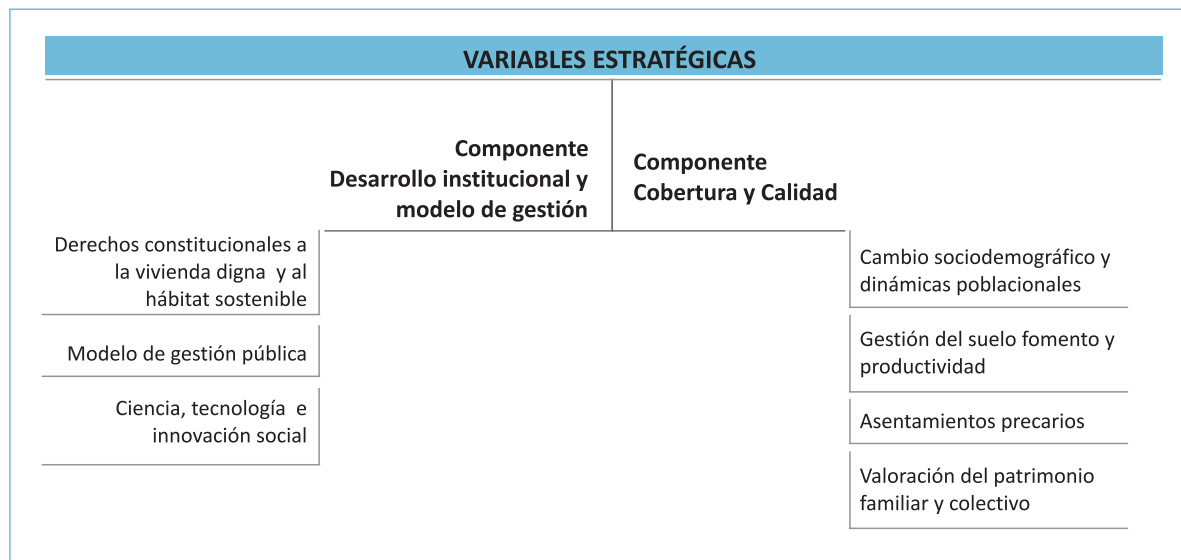 VARIABLES ESTRATÉGICAS
Componente
Desarrollo institucional y
modelo de gestión
Derechos constitucionales a
la vivienda digna y al
hábitat sostenible
Modelo de gestión pública
Ciencia, tecnología e
innovación social
Componente
Cobertura y Calidad
Cambio sociodemográfico y
dinámicas poblacionales
Gestión del suelo fomento y
productividad
Asentamientos precarios
Valoración del patrimonio
familiar y colectivo